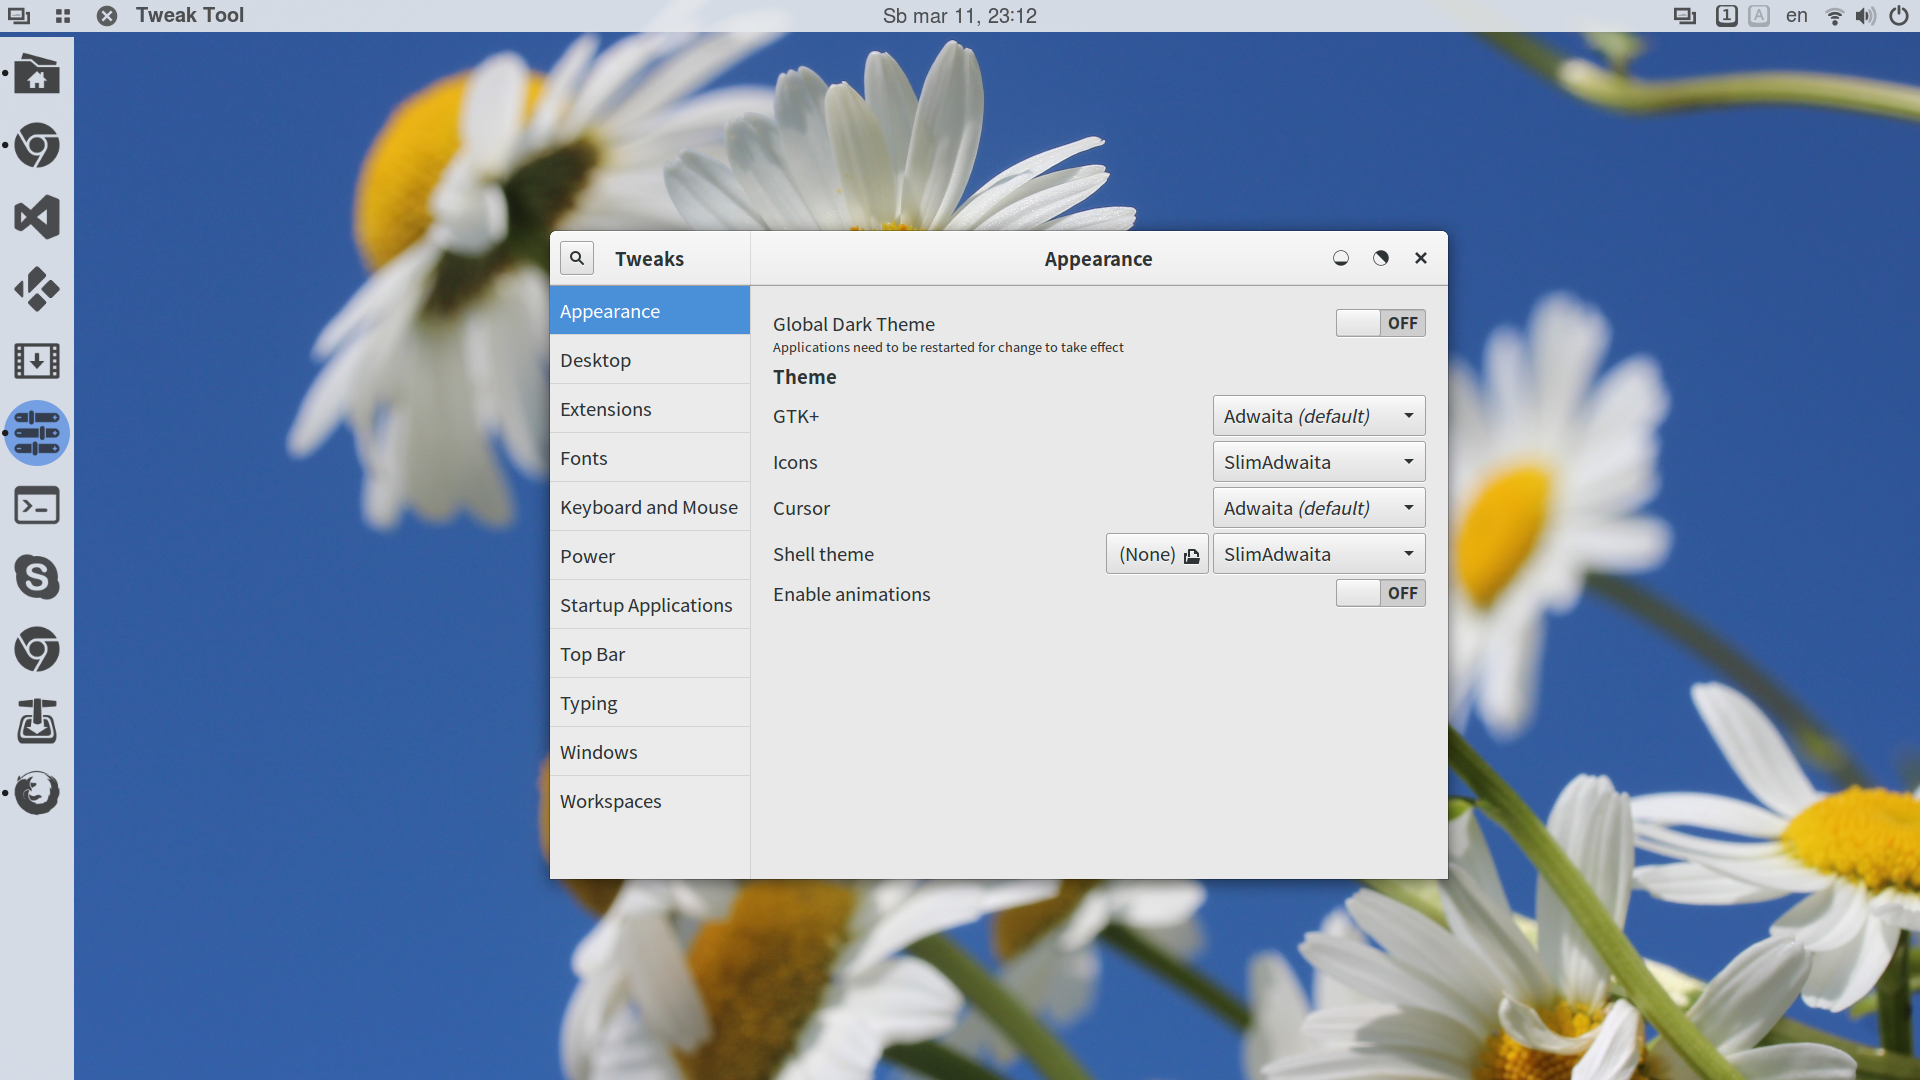 Tweak Tool
Sb mar 11, 23:12
1
A
en
Tweaks
Appearance
Appearance
Desktop
Extensions
Fonts
Keyboard and Mouse
Power
Startup Applications
Top Bar
Typing
Windows
Workspaces
Global Dark Theme
OFF
Applications need to be restarted for change to take effect
Theme
GTK+
Adwaita (default)
Icons
SlimAdwaita
Cursor
Adwaita (default)
Shell theme
(None)
SlimAdwaita
Enable animations
OFF